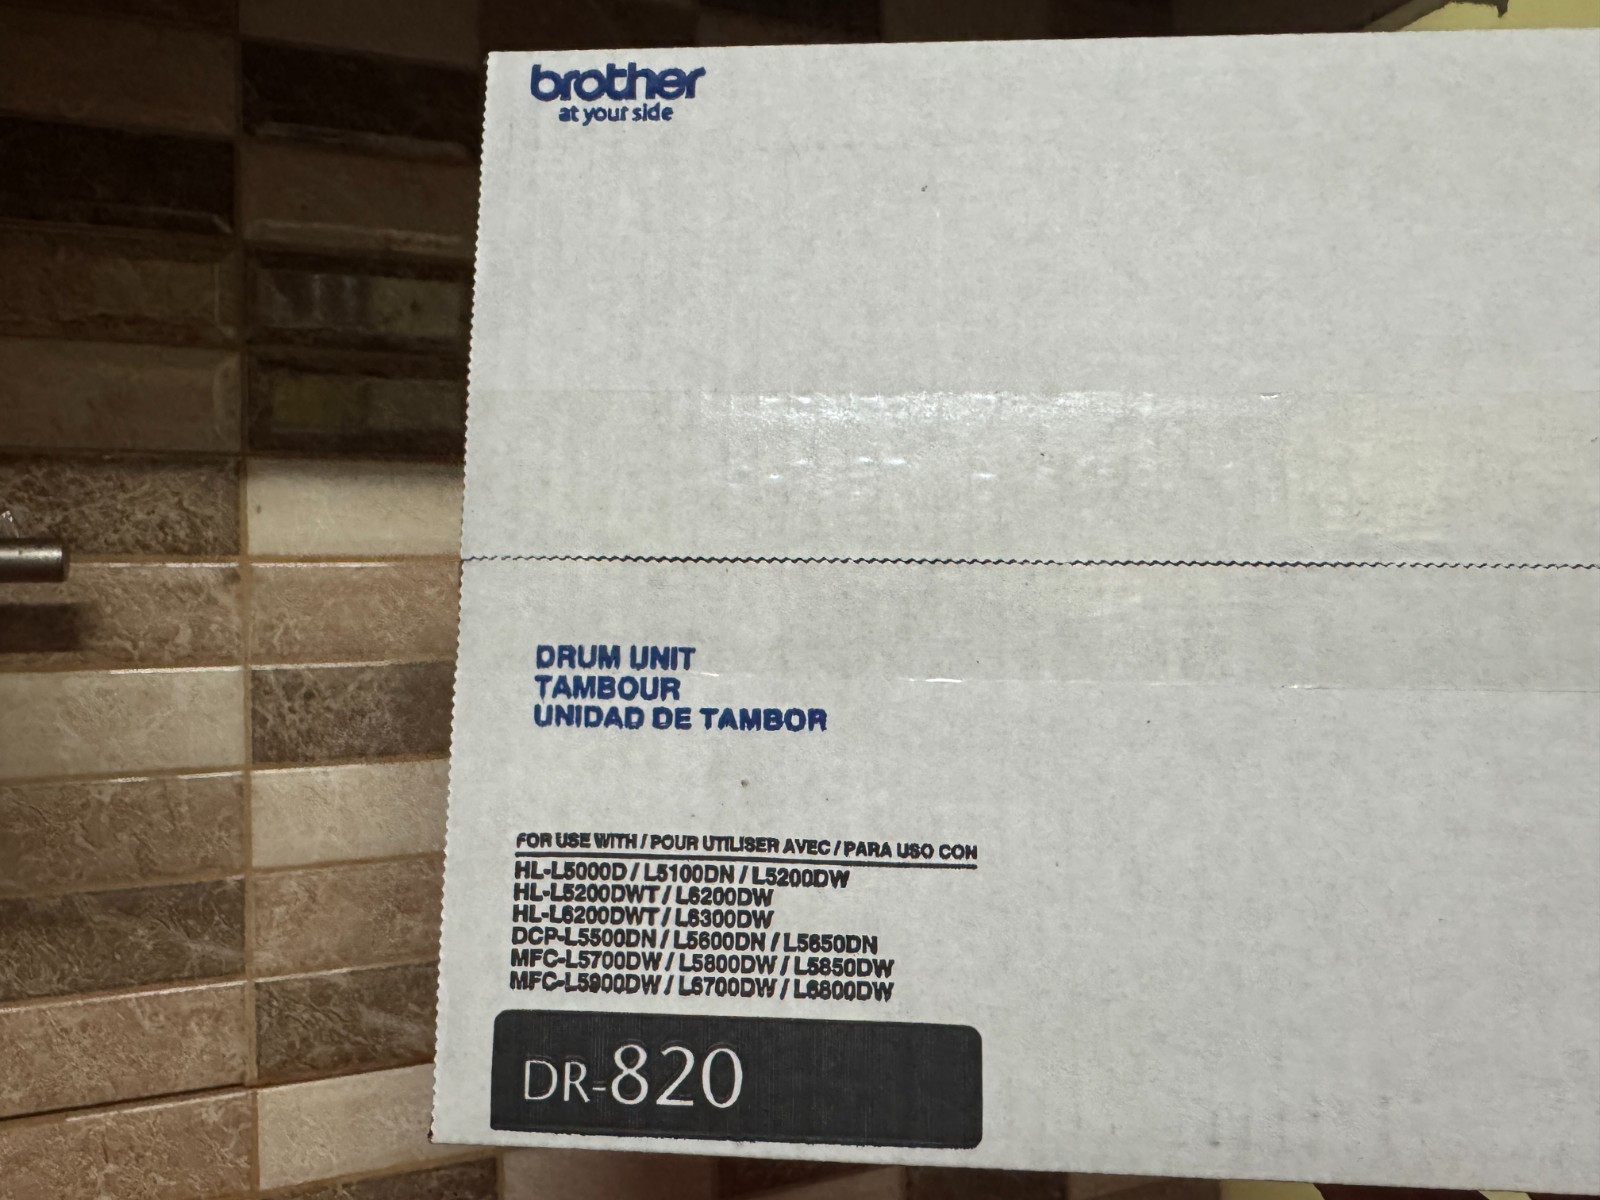 brother
at your side
DRUM UNIT
TAMBOUR
UNIDAD DE TAMBOR
FOR USE WITH / POUR UTILISER AVEC / PARA USO CON
HL-L5000D / L5100DN / L5200DW
HL-L5200DWT / L6200DW
HL-L6200DWT / L6300DW
DCP-L5500DN / L5600DN / L5650DN
MFC-L5700DW / L5800DW / L5850DW
MFC-L5900DW / L6700DW / L6800DW
DR-820